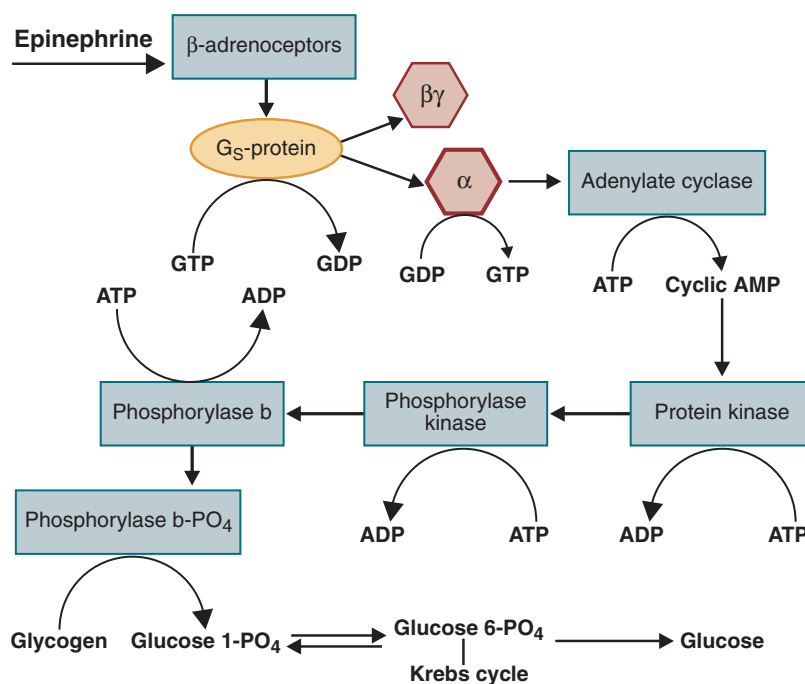 Epinephrine
β-adrenoceptors
βγ
GS-protein
α
Adenylate cyclase
GTP
GDP
GDP
GTP
ATP
Cyclic AMP
ATP
ADP
Phosphorylase b
Phosphorylase
kinase
Protein kinase
Phosphorylase b-PO4
ADP
ATP
ADP
ATP
Glycogen
Glucose 1-PO4
Glucose 6-PO4
Glucose
Krebs cycle